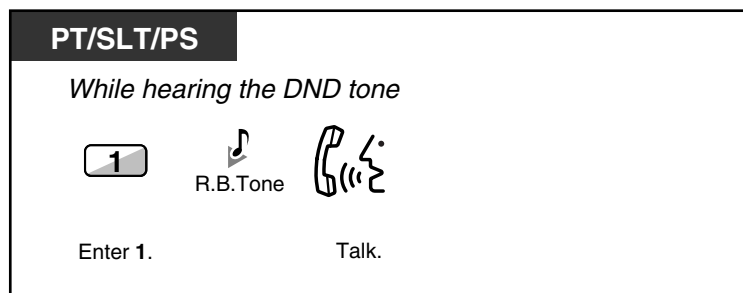 PT/SLT/PS
While hearing the DND tone
1
R.B.Tone
Enter 1.
Talk.